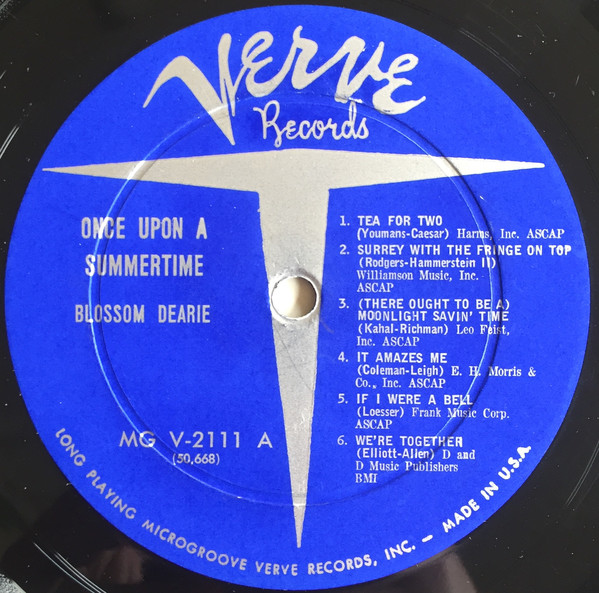 Verve
Records
ONCE UPON A
SUMMERTIME
BLOSSOM DEARIE
MG V-2111 A
(50,668)
1. TEA FOR TWO
(Youmans-Caesar) Harms, Inc. ASCAP
2. SURREY WITH THE FRINGE ON TOP
(Rodgers-Hammerstein II)
Williamson Music, Inc.
ASCAP
3. (THERE OUGHT TO BE A)
MOONLIGHT SAVIN' TIME
(Kahal-Richman) Leo Feist,
Inc. ASCAP
4. IT AMAZES ME
(Coleman-Leigh) E. H. Morris &
Co., Inc. ASCAP
5. IF I WERE A BELL
(Loesser) Frank Music Corp.
ASCAP
6. WE'RE TOGETHER
(Elliott-Allen) D and
D Music Publishers
BMI
LONG PLAYING MICROGROOVE VERVE RECORDS, INC. — MADE IN U.S.A.